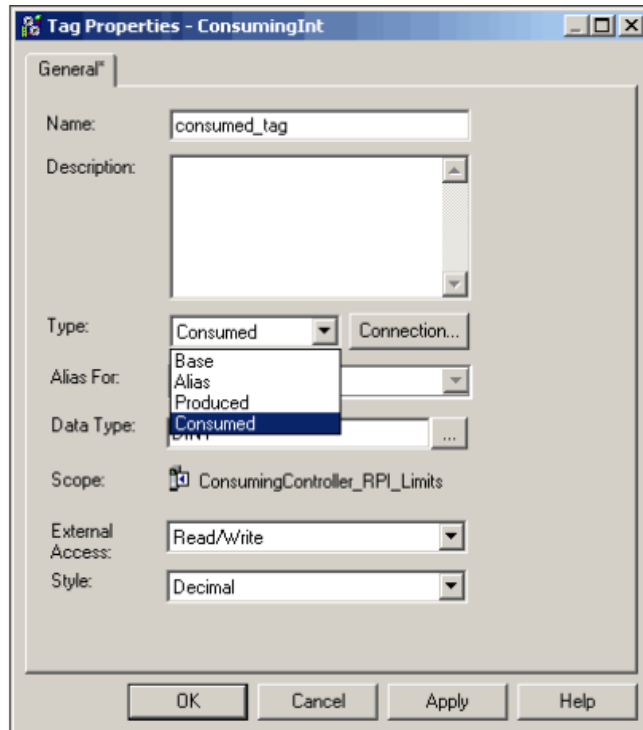 Tag Properties - ConsumingInt
General*
Name:
consumed_tag
Description:
Type:
Consumed
Connection...
Base
Alias
Produced
Consumed
Alias For:
Data Type:
DINT
...
Scope:
ConsumingController_RPI_Limits
External
Access:
Read/Write
Style:
Decimal
OK
Cancel
Apply
Help